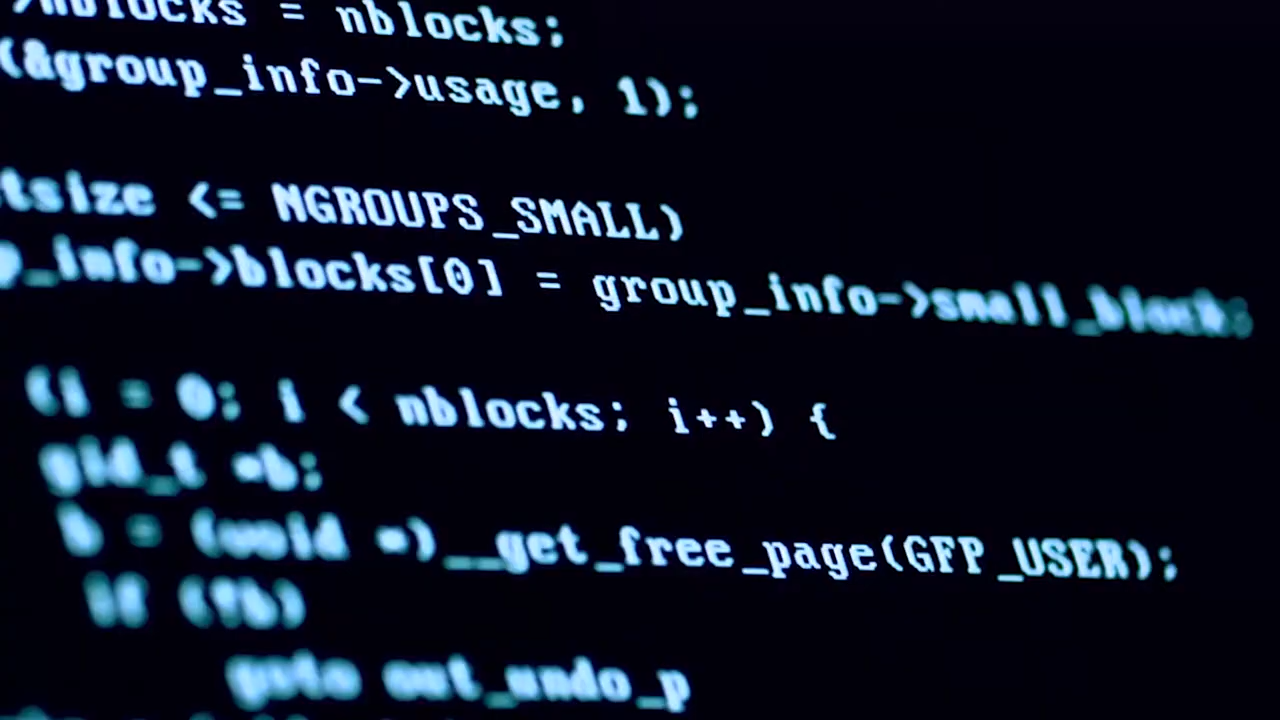 >nblocks = nblocks;
(&group_info->usage, 1);
tsize <= NGROUPS_SMALL)
p_info->blocks[0] = group_info->small_block;
(i = 0; i < nblocks; i++) {
gid_t *b;
b = (void *)__get_free_page(GFP_USER);
if (!b)
goto out_undo_p